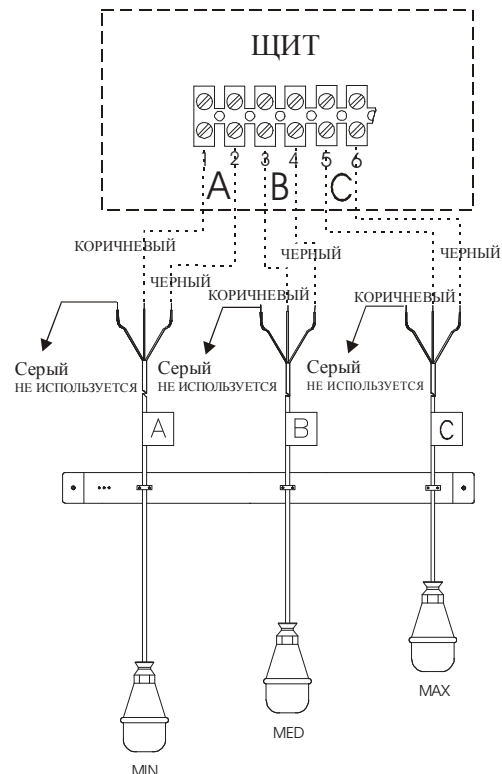 ЩИТ
1 2 3 4 5 6
A B C
КОРИЧНЕВЫЙ
ЧЕРНЫЙ
ЧЕРНЫЙ
ЧЕРНЫЙ
КОРИЧНЕВЫЙ
КОРИЧНЕВЫЙ
Серый
НЕ ИСПОЛЬЗУЕТСЯ
Серый
НЕ ИСПОЛЬЗУЕТСЯ
Серый
НЕ ИСПОЛЬЗУЕТСЯ
A
B
C
MAX
MED
MIN